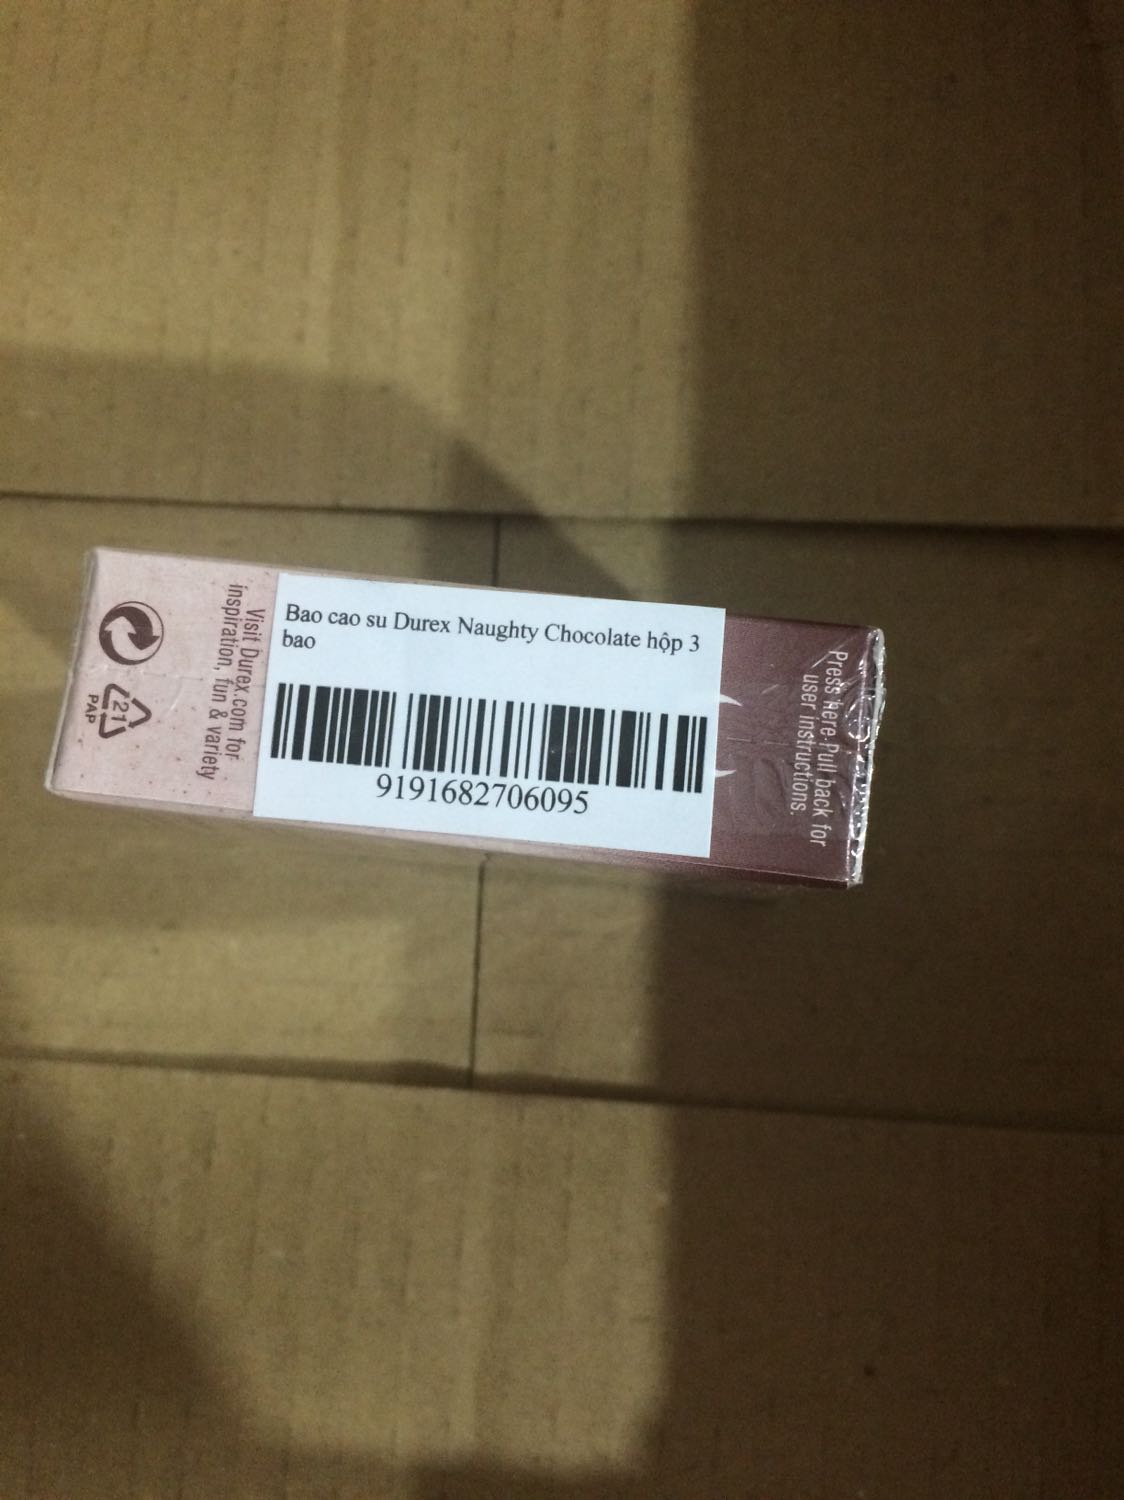 Bao cao su Durex Naughty Chocolate hộp 3
bao
9191682706095
Visit Durex.com for
inspiration, fun & variety
21
PAP
Press here. Pull back for
user instructions.